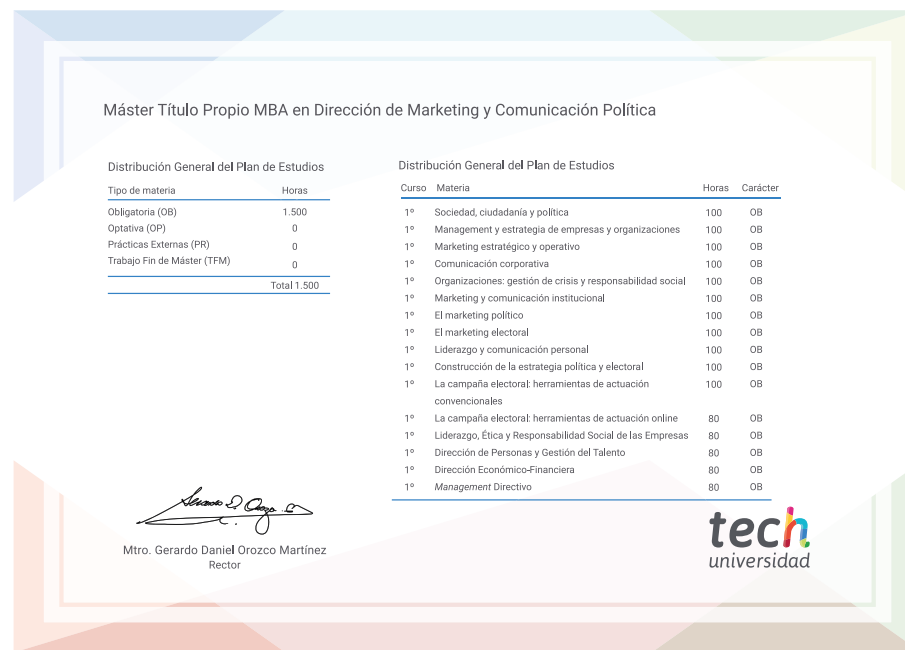 Máster Título Propio MBA en Dirección de Marketing y Comunicación Política
Distribución General del Plan de Estudios
Tipo de materia Horas
Obligatoria (OB) 1.500
Optativa (OP) 0
Prácticas Externas (PR) 0
Trabajo Fin de Máster (TFM) 0
Total 1.500
Distribución General del Plan de Estudios
Curso Materia Horas Carácter
1º Sociedad, ciudadanía y política 100 OB
1º Management y estrategia de empresas y organizaciones 100 OB
1º Marketing estratégico y operativo 100 OB
1º Comunicación corporativa 100 OB
1º Organizaciones: gestión de crisis y responsabilidad social 100 OB
1º Marketing y comunicación institucional 100 OB
1º El marketing político 100 OB
1º El marketing electoral 100 OB
1º Liderazgo y comunicación personal 100 OB
1º Construcción de la estrategia política y electoral 100 OB
1º La campaña electoral: herramientas de actuación 100 OB
convencionales
1º La campaña electoral: herramientas de actuación online 80 OB
1º Liderazgo, Ética y Responsabilidad Social de las Empresas 80 OB
1º Dirección de Personas y Gestión del Talento 80 OB
1º Dirección Económico-Financiera 80 OB
1º Management Directivo 80 OB
Mtro. Gerardo Daniel Orozco Martínez
Rector
tech
universidad